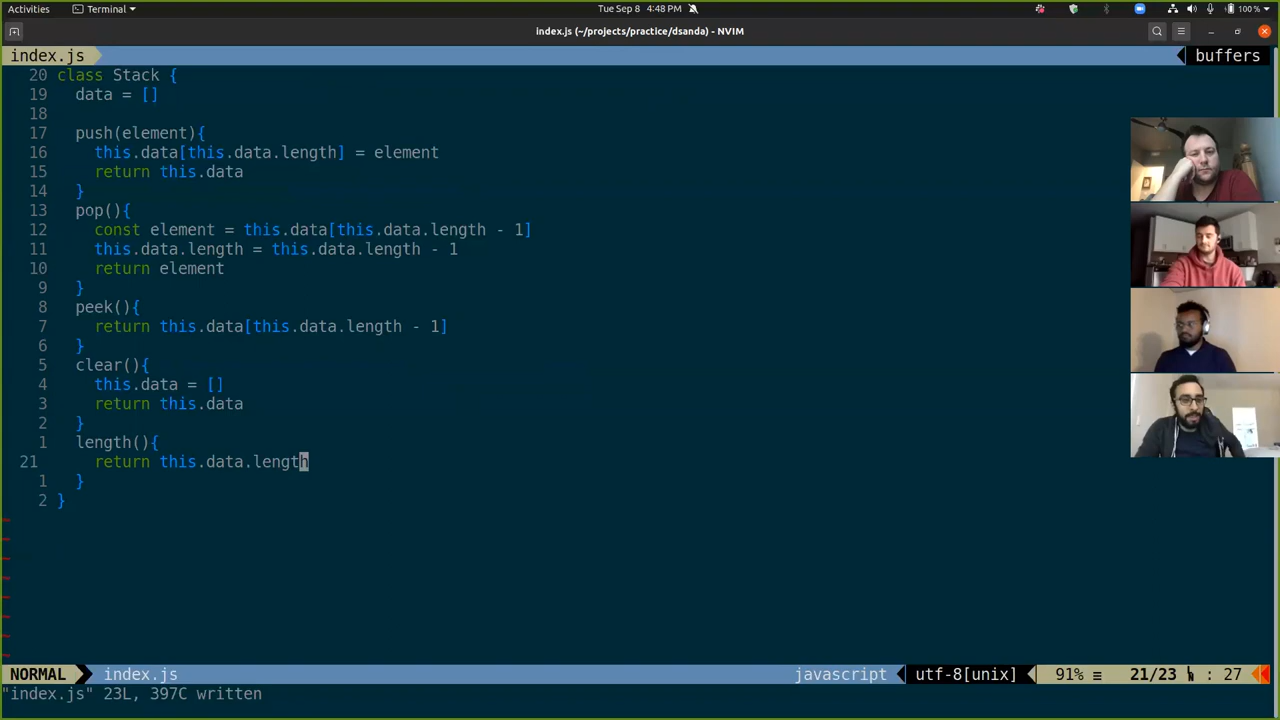 Activities Terminal Tue Sep 8 4:48 PM 100 %
index.js (~/projects/practice/dsanda) - NVIM
index.js buffers
20 class Stack {
19 data = []
18
17 push(element){
16 this.data[this.data.length] = element
15 return this.data
14 }
13 pop(){
12 const element = this.data[this.data.length - 1]
11 this.data.length = this.data.length - 1
10 return element
9 }
8 peek(){
7 return this.data[this.data.length - 1]
6 }
5 clear(){
4 this.data = []
3 return this.data
2 }
1 length(){
21 return this.data.length
1 }
2 }
~
~
~
~
~
~
~
~
NORMAL index.js javascript utf-8[unix] 91% ≡ 21/23 : 27
"index.js" 23L, 397C written